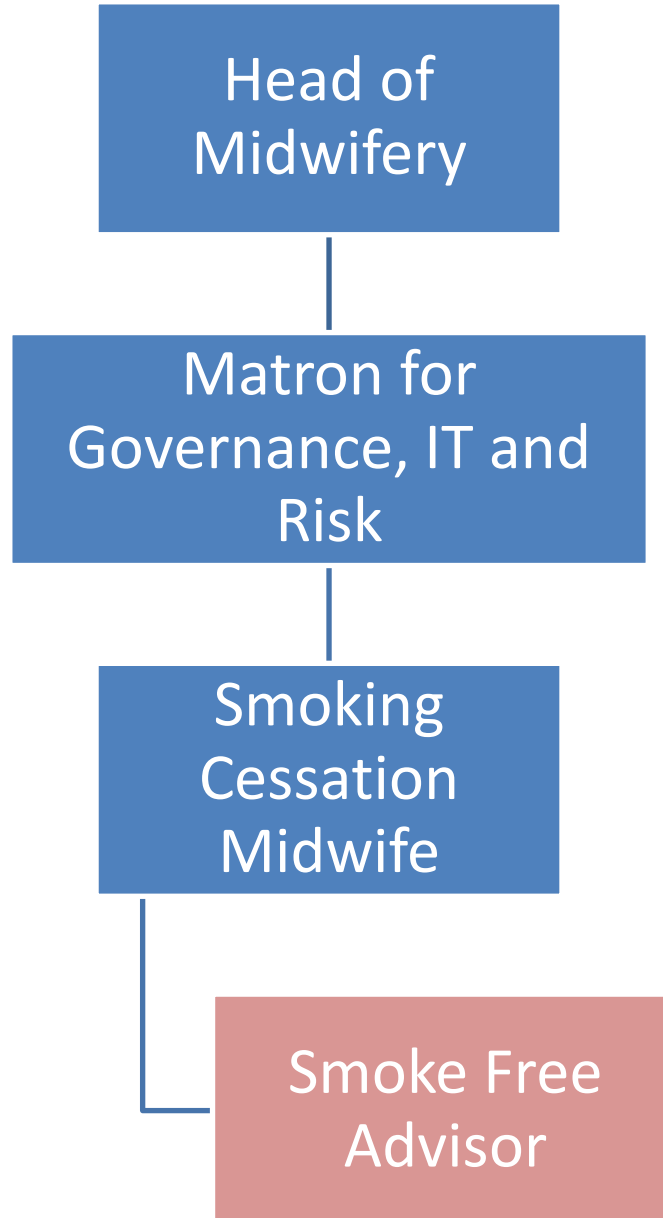 Head of
Midwifery
Matron for
Governance, IT and
Risk
Smoking
Cessation
Midwife
Smoke Free
Advisor